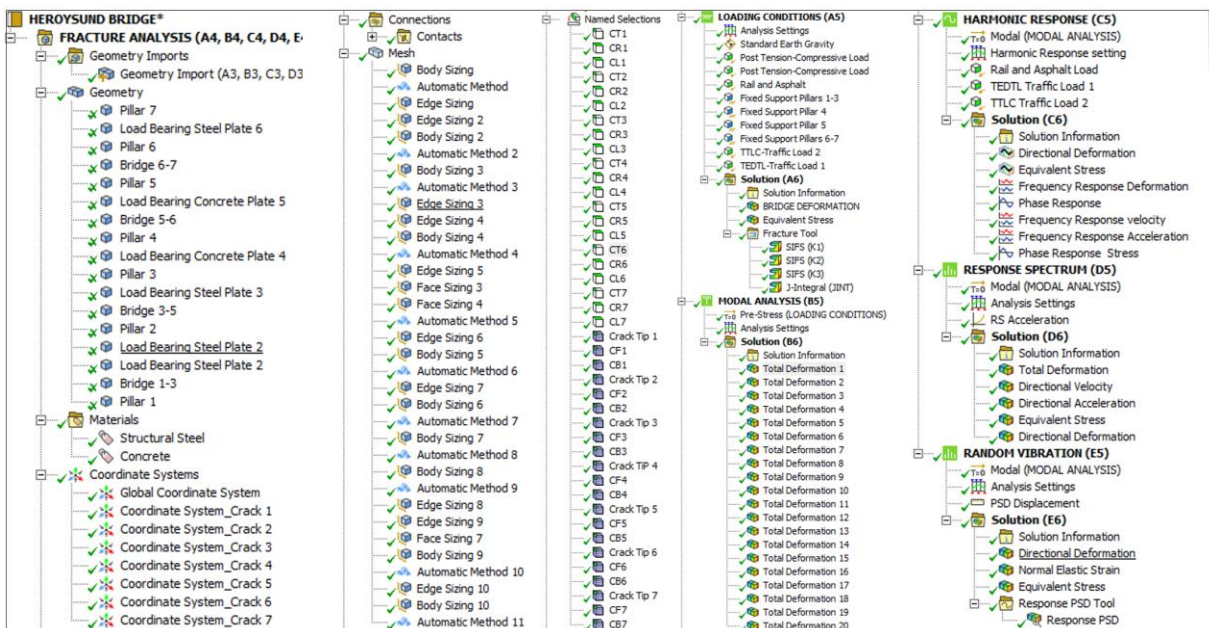 HEROYSUND BRIDGE*
FRACTURE ANALYSIS (A4, B4, C4, D4, E4
Geometry Imports
Geometry Import (A3, B3, C3, D3
Geometry
Pillar 7
Load Bearing Steel Plate 6
Pillar 6
Bridge 6-7
Pillar 5
Load Bearing Concrete Plate 5
Bridge 5-6
Pillar 4
Load Bearing Concrete Plate 4
Pillar 3
Load Bearing Steel Plate 3
Bridge 3-5
Pillar 2
Load Bearing Steel Plate 2
Load Bearing Steel Plate 2
Bridge 1-3
Pillar 1
Materials
Structural Steel
Concrete
Coordinate Systems
Global Coordinate System
Coordinate System_Crack 1
Coordinate System_Crack 2
Coordinate System_Crack 3
Coordinate System_Crack 4
Coordinate System_Crack 5
Coordinate System_Crack 6
Coordinate System_Crack 7
Connections
Contacts
Mesh
Body Sizing
Automatic Method
Edge Sizing
Edge Sizing 2
Body Sizing 2
Automatic Method 2
Body Sizing 3
Automatic Method 3
Edge Sizing 3
Edge Sizing 4
Body Sizing 4
Automatic Method 4
Edge Sizing 5
Face Sizing 3
Face Sizing 4
Automatic Method 5
Edge Sizing 6
Body Sizing 5
Automatic Method 6
Edge Sizing 7
Body Sizing 6
Automatic Method 7
Body Sizing 7
Automatic Method 8
Body Sizing 8
Automatic Method 9
Edge Sizing 8
Edge Sizing 9
Face Sizing 7
Body Sizing 9
Automatic Method 10
Edge Sizing 10
Body Sizing 10
Automatic Method 11
Named Selections
CT1
CR1
CL1
CT2
CR2
CL2
CT3
CR3
CL3
CT4
CR4
CL4
CT5
CR5
CL5
CT6
CR6
CL6
CT7
CR7
CL7
Crack Tip 1
CF1
CB1
Crack Tip 2
CF2
CB2
Crack Tip 3
CF3
CB3
Crack TiP 4
CF4
CB4
Crack Tip 5
CF5
CB5
Crack Tip 6
CF6
CB6
Crack Tip 7
CF7
CB7
LOADING CONDITIONS (A5)
Analysis Settings
Standard Earth Gravity
Post Tension-Compressive Load
Post Tension-Compressive Load
Rail and Asphalt
Fixed Support Pillars 1-3
Fixed Support Pillar 4
Fixed Support Pillar 5
Fixed Support Pillars 6-7
TTLC-Traffic Load 2
TEDTL-Traffic Load 1
Solution (A6)
Solution Information
BRIDGE DEFORMATION
Equivalent Stress
Fracture Tool
SIFS (K1)
SIFS (K2)
SIFS (K3)
J-Integral (JINT)
MODAL ANALYSIS (B5)
T=0 Pre-Stress (LOADING CONDITIONS)
Analysis Settings
Solution (B6)
Solution Information
Total Deformation 1
Total Deformation 2
Total Deformation 3
Total Deformation 4
Total Deformation 5
Total Deformation 6
Total Deformation 7
Total Deformation 8
Total Deformation 9
Total Deformation 10
Total Deformation 11
Total Deformation 12
Total Deformation 13
Total Deformation 14
Total Deformation 15
Total Deformation 16
Total Deformation 17
Total Deformation 18
Total Deformation 19
Total Deformation 20
HARMONIC RESPONSE (C5)
T=0 Modal (MODAL ANALYSIS)
Harmonic Response setting
Rail and Asphalt Load
TEDTL Traffic Load 1
TTLC Traffic Load 2
Solution (C6)
Solution Information
Directional Deformation
Equivalent Stress
Frequency Response Deformation
Phase Response
Frequency Response velocity
Frequency Response Acceleration
Phase Response Stress
RESPONSE SPECTRUM (D5)
T=0 Modal (MODAL ANALYSIS)
Analysis Settings
RS Acceleration
Solution (D6)
Solution Information
Total Deformation
Directional Velocity
Directional Acceleration
Equivalent Stress
Directional Deformation
RANDOM VIBRATION (E5)
T=0 Modal (MODAL ANALYSIS)
Analysis Settings
PSD Displacement
Solution (E6)
Solution Information
Directional Deformation
Normal Elastic Strain
Equivalent Stress
Response PSD Tool
Response PSD